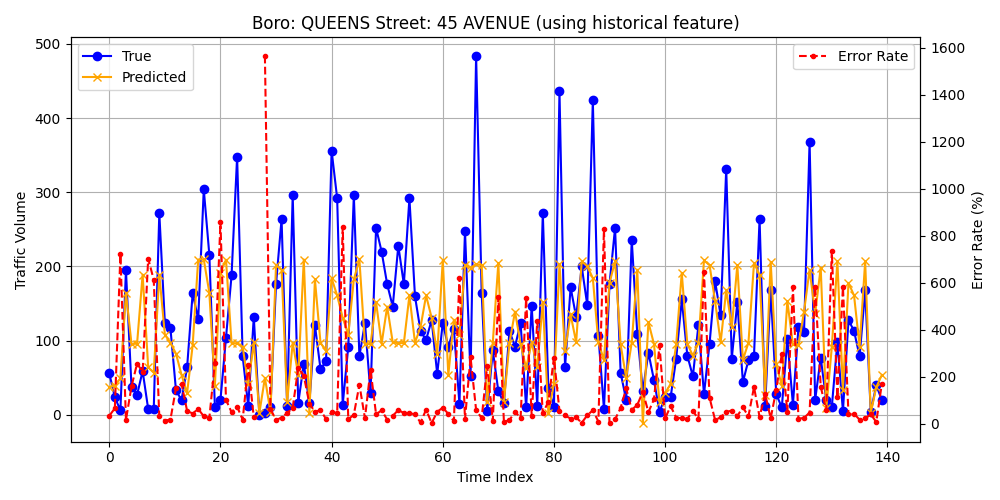 Boro: QUEENS Street: 45 AVENUE (using historical feature)
True
Predicted
Error Rate
Traffic Volume
500
400
300
200
100
0
1600
1400
1200
1000
800
600
400
200
0
Error Rate (%)
0 20 40 60 80 100 120 140
Time Index